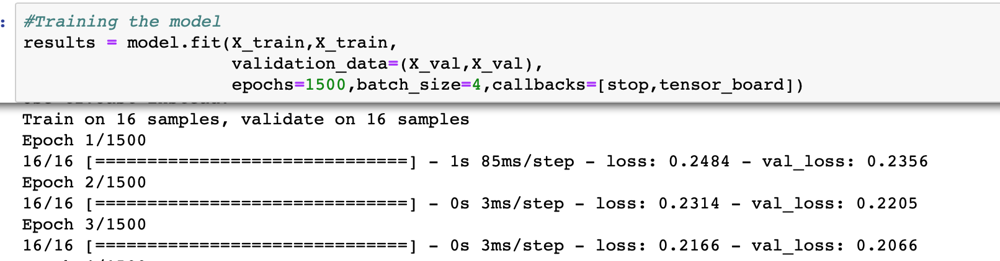 :
#Training the model
results = model.fit(X_train,X_train,
validation_data=(X_val,X_val),
epochs=1500,batch_size=4,callbacks=[stop,tensor_board])
Train on 16 samples, validate on 16 samples
Epoch 1/1500
16/16 [==============================] - 1s 85ms/step - loss: 0.2484 - val_loss: 0.2356
Epoch 2/1500
16/16 [==============================] - 0s 3ms/step - loss: 0.2314 - val_loss: 0.2205
Epoch 3/1500
16/16 [==============================] - 0s 3ms/step - loss: 0.2166 - val_loss: 0.2066